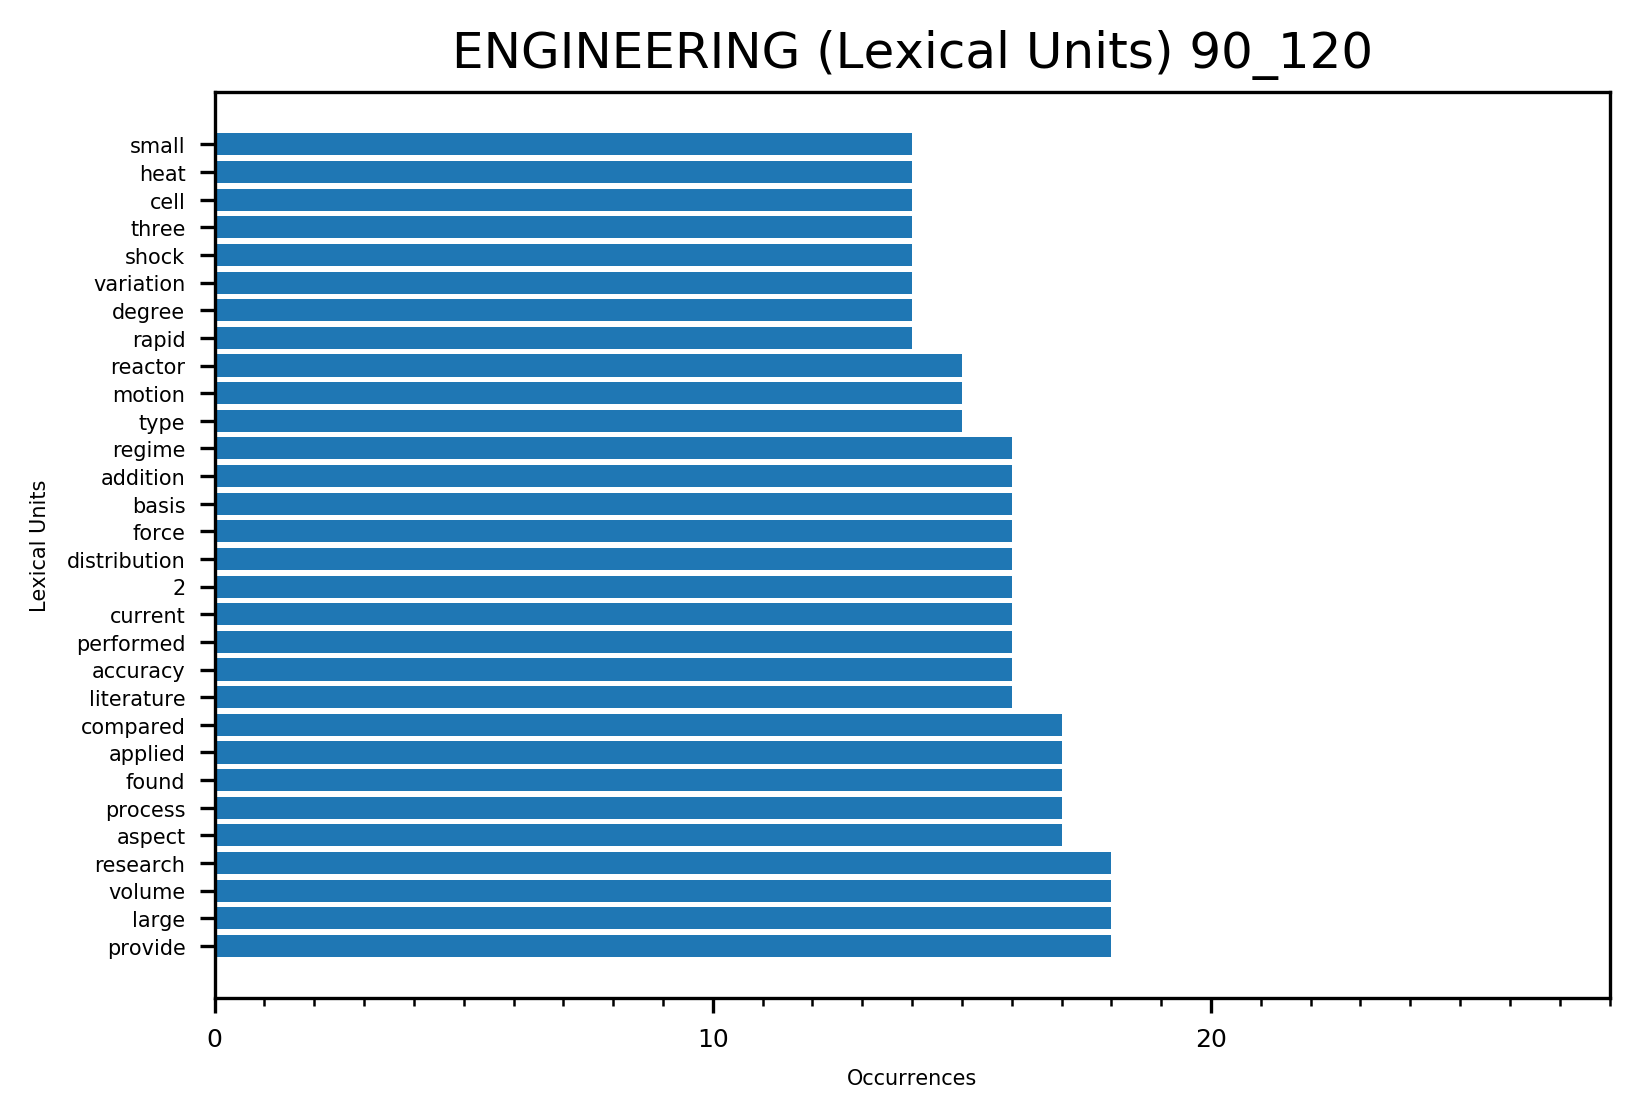 ENGINEERING (Lexical Units) 90_120
small
heat
cell
three
shock
variation
degree
rapid
reactor
motion
type
regime
addition
basis
force
distribution
2
current
performed
accuracy
literature
compared
applied
found
process
aspect
research
volume
large
provide
Lexical Units
0 10 20
Occurrences